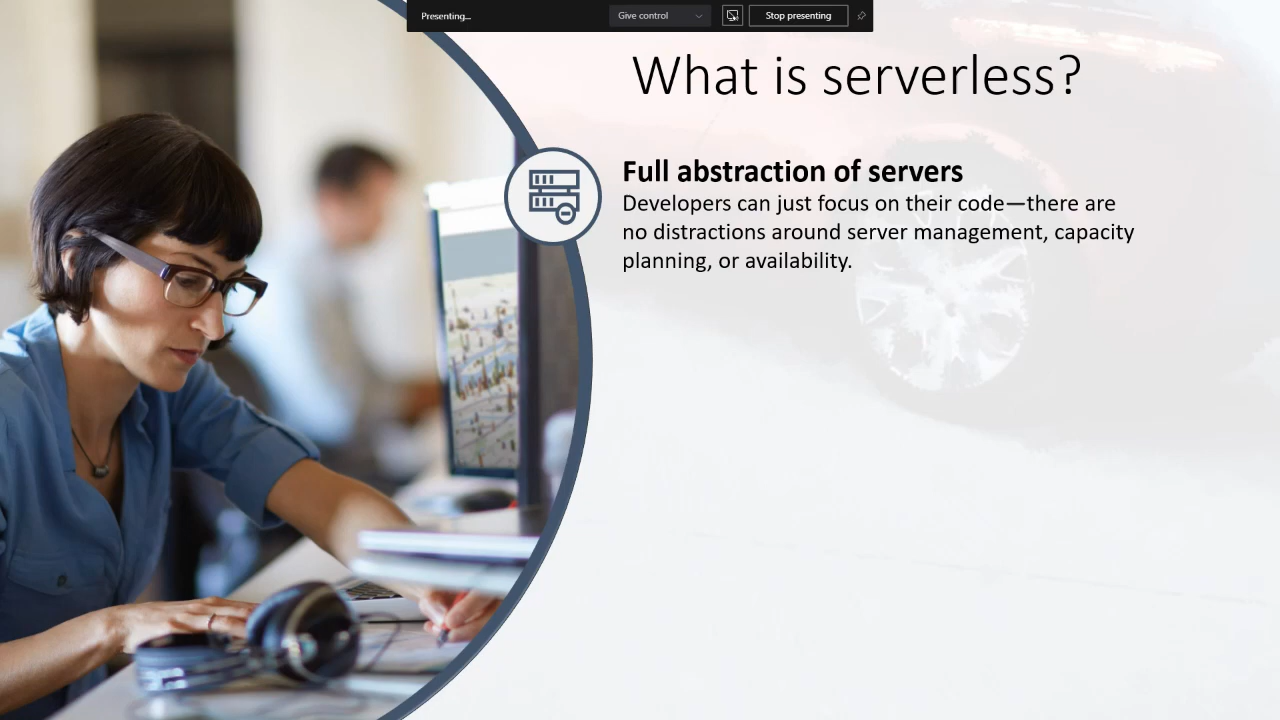 Presenting...
Give control
Stop presenting
What is serverless?
Full abstraction of servers
Developers can just focus on their code—there are
no distractions around server management, capacity
planning, or availability.